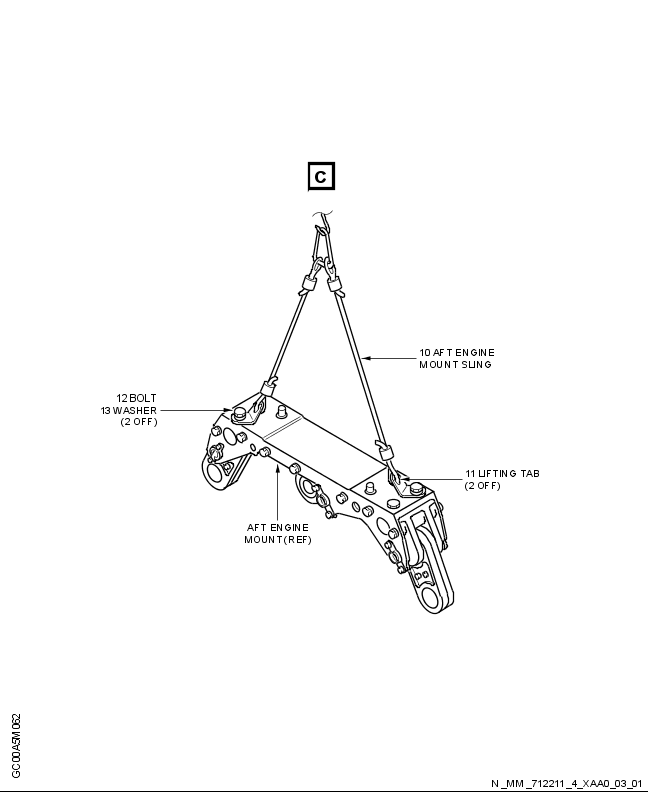 C
10 AFT ENGINE
MOUNT SLING
12 BOLT
13 WASHER
(2 OFF)
11 LIFTING TAB
(2 OFF)
AFT ENGINE
MOUNT (REF)
GC00A5M062
N_MM_712211_4_XAA0_03_01